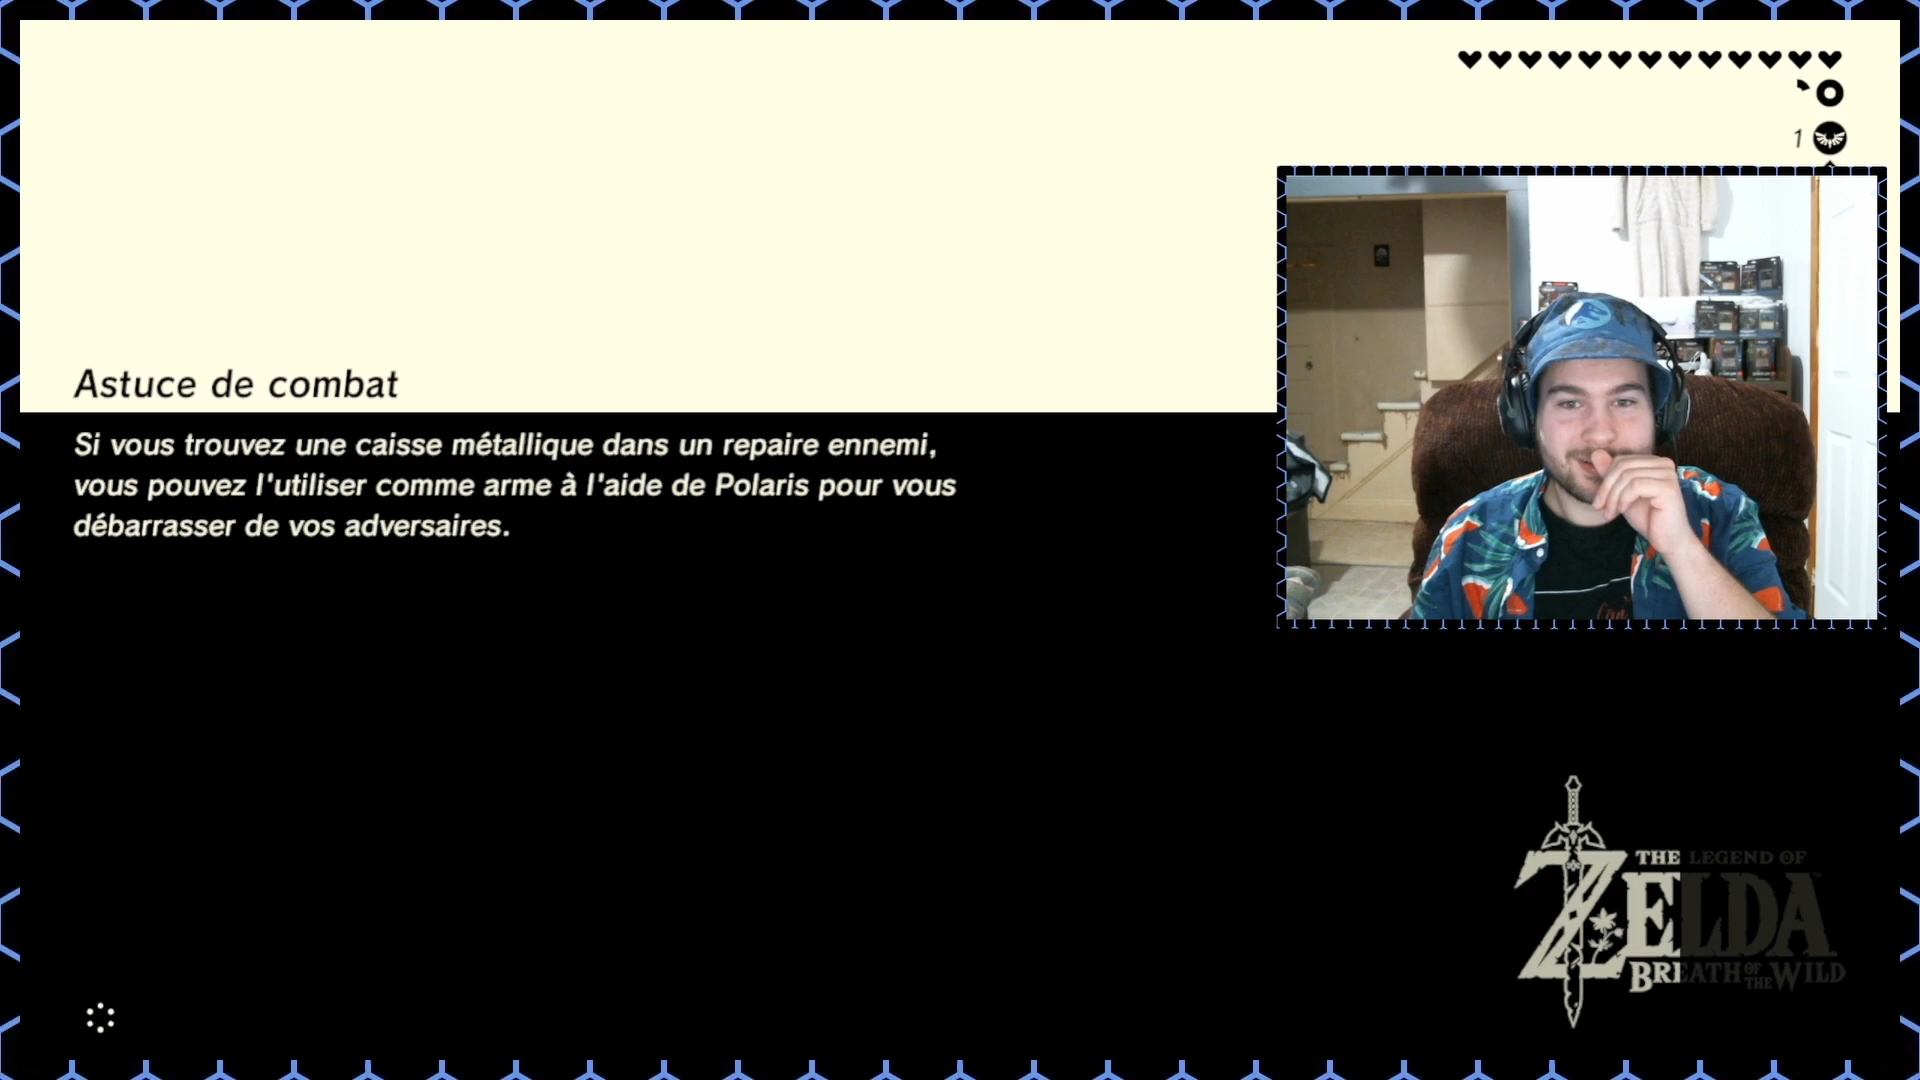 1
Astuce de combat
Si vous trouvez une caisse métallique dans un repaire ennemi,
vous pouvez l'utiliser comme arme à l'aide de Polaris pour vous
débarrasser de vos adversaires.
THE LEGEND OF
ZELDA
BREATH OF THE WILD